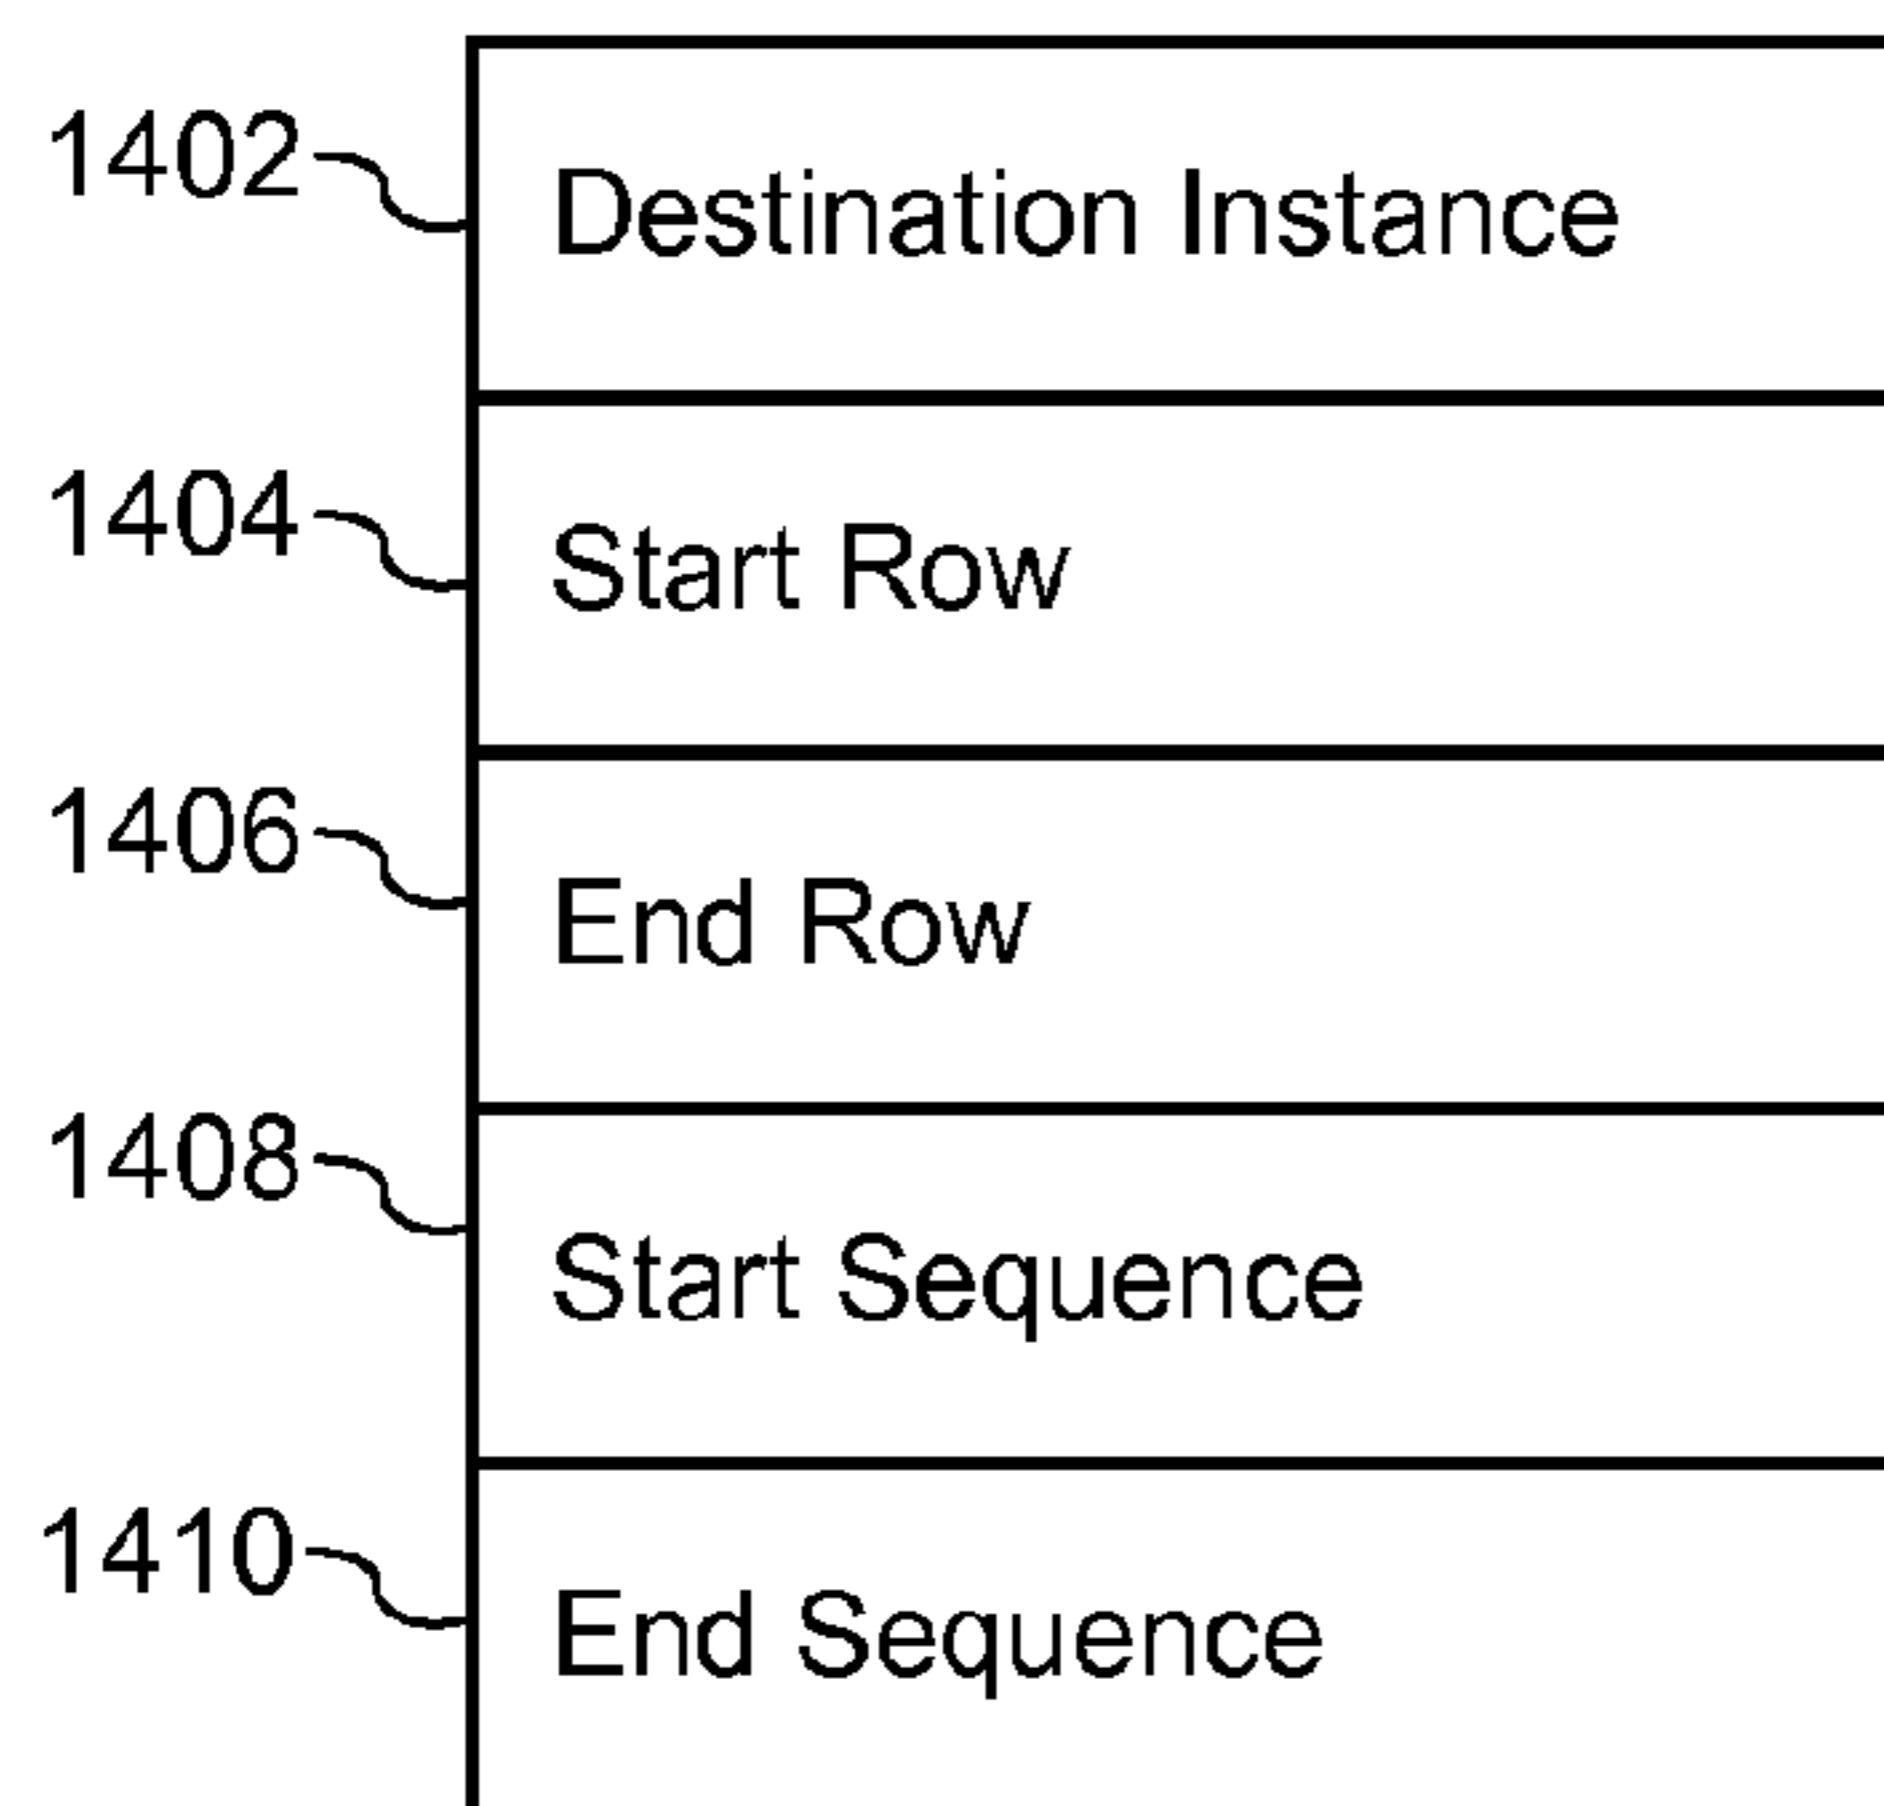 1402 Destination Instance
1404 Start Row
1406 End Row
1408 Start Sequence
1410 End Sequence